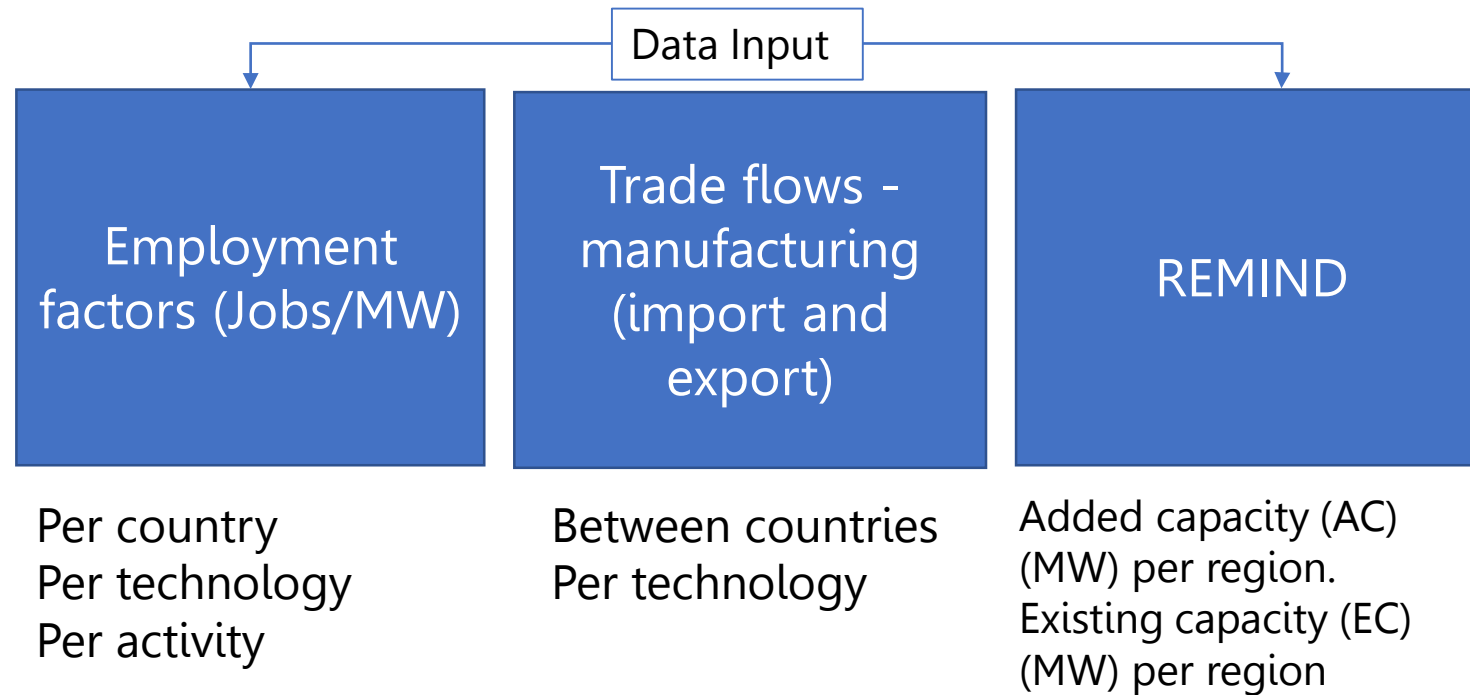 Data Input
Employment
factors (Jobs/MW)
Trade flows -
manufacturing
(import and
export)
REMIND
Per country
Per technology
Per activity
Between countries
Per technology
Added capacity (AC)
(MW) per region.
Existing capacity (EC)
(MW) per region